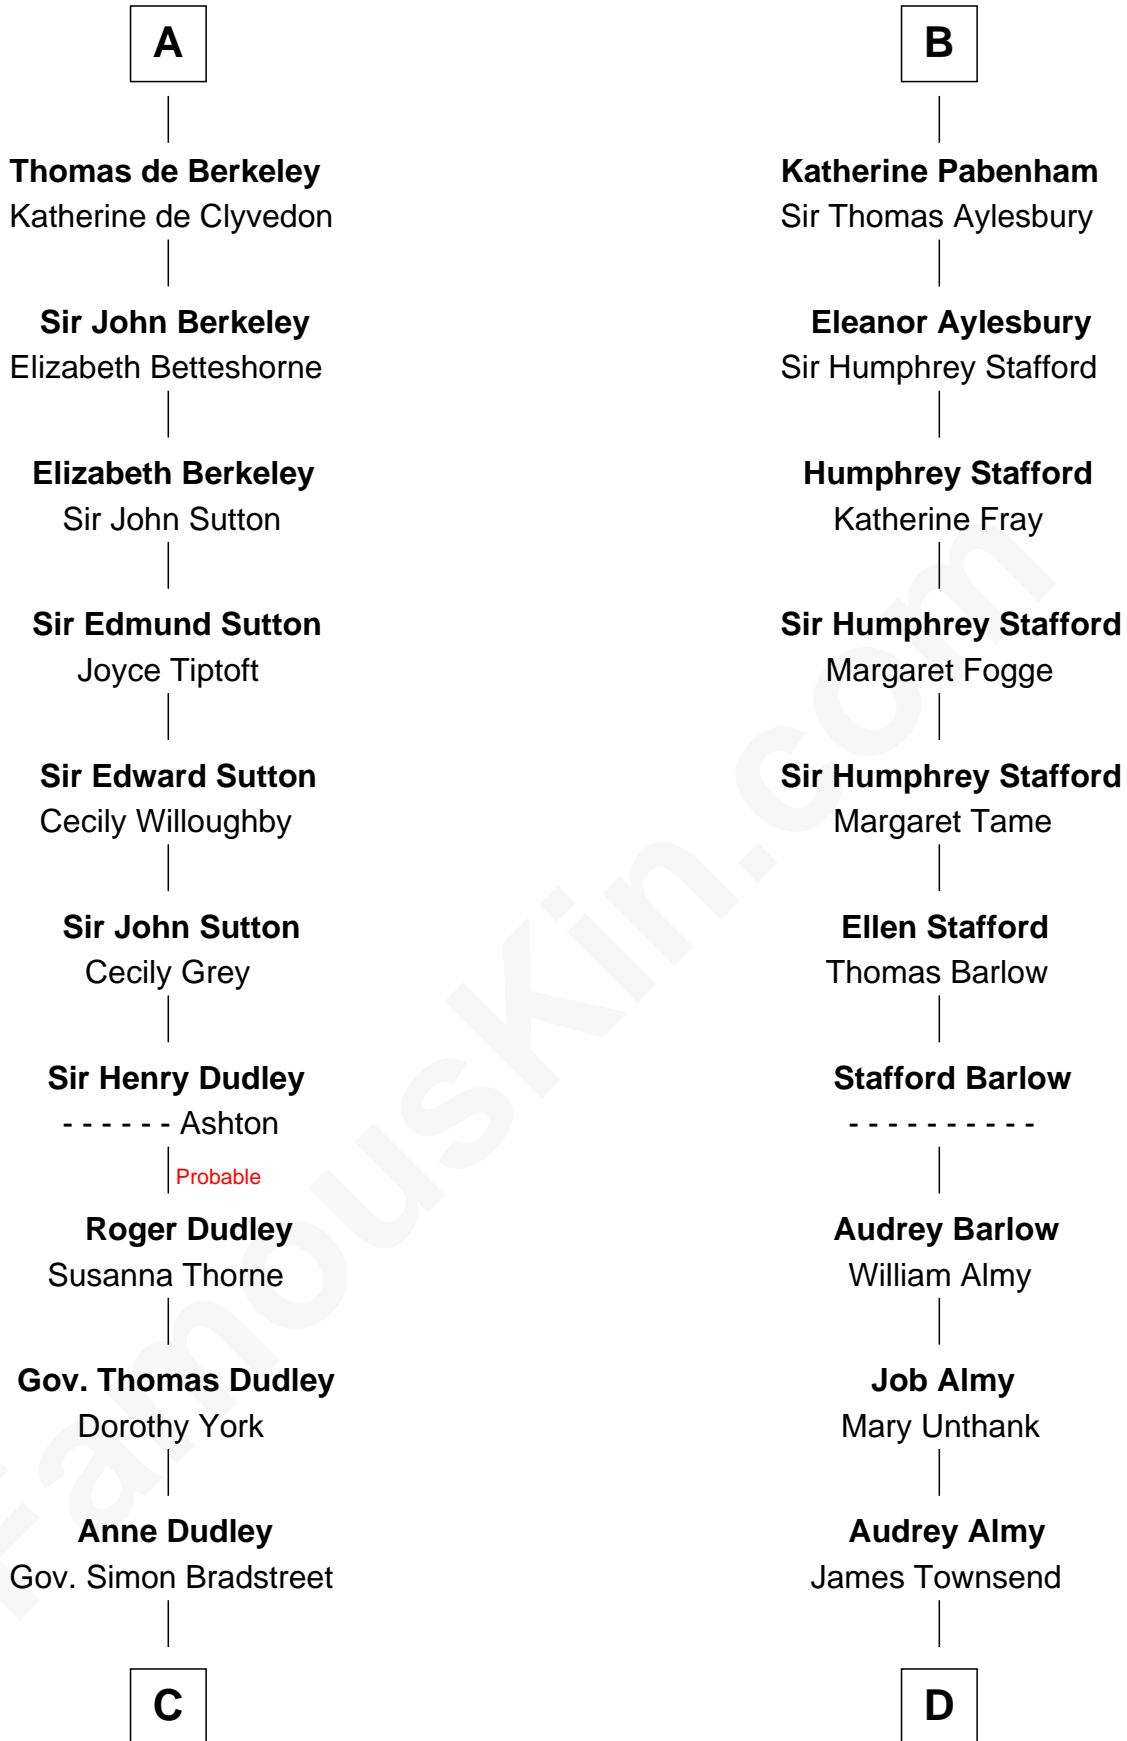 A
Thomas de Berkeley
Katherine de Clyvedon
Sir John Berkeley
Elizabeth Betteshorne
Elizabeth Berkeley
Sir John Sutton
Sir Edmund Sutton
Joyce Tiptoft
Sir Edward Sutton
Cecily Willoughby
Sir John Sutton
Cecily Grey
Sir Henry Dudley
- - - - - - Ashton
Probable
Roger Dudley
Susanna Thorne
Gov. Thomas Dudley
Dorothy York
Anne Dudley
Gov. Simon Bradstreet
C
B
Katherine Pabenham
Sir Thomas Aylesbury
Eleanor Aylesbury
Sir Humphrey Stafford
Humphrey Stafford
Katherine Fray
Sir Humphrey Stafford
Margaret Fogge
Sir Humphrey Stafford
Margaret Tame
Ellen Stafford
Thomas Barlow
Stafford Barlow
- - - - - - - - - -
Audrey Barlow
William Almy
Job Almy
Mary Unthank
Audrey Almy
James Townsend
D
FamousKin.com